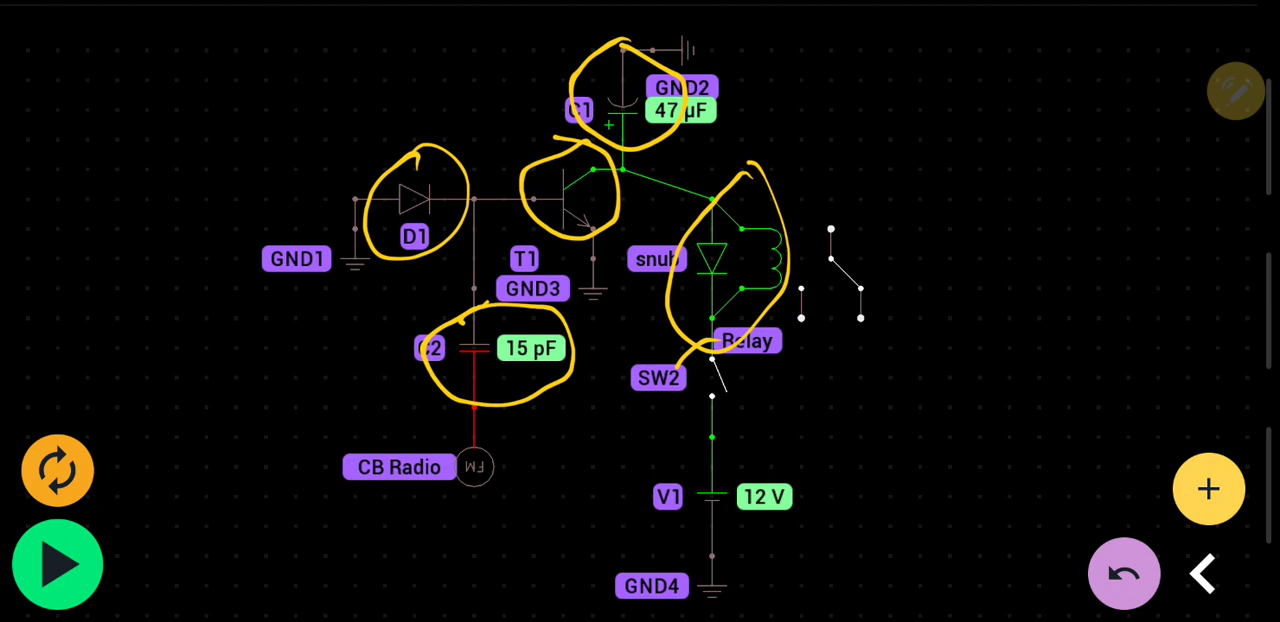 GND2
C1 47 µF
+
D1
GND1 T1 snub
GND3
C2 15 pF Relay
SW2
CB Radio FM
V1 12 V
GND4